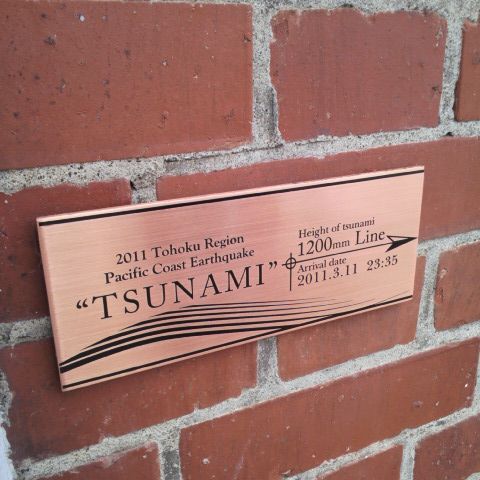 2011 Tohoku Region
Pacific Coast Earthquake
“TSUNAMI”
Height of tsunami
1200mm Line
Arrival date
2011.3.11 23:35